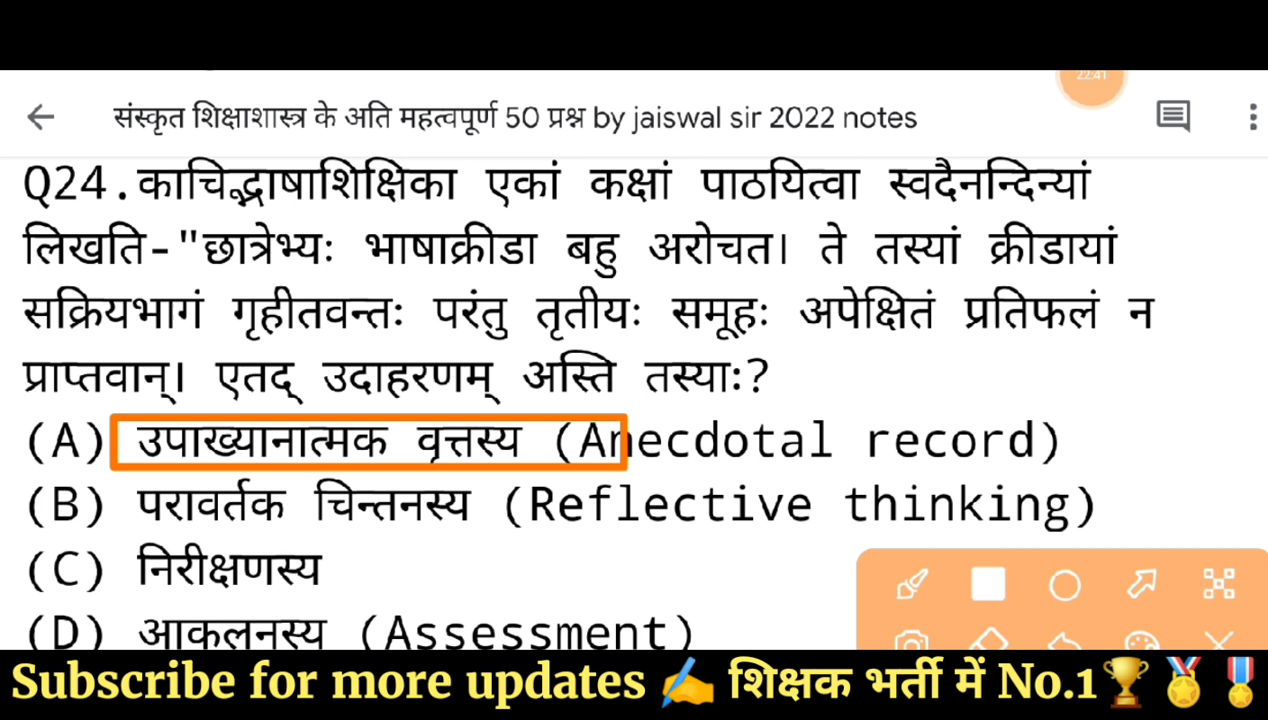 22:41
संस्कृत शिक्षाशास्त्र के अति महत्वपूर्ण 50 प्रश्न by jaiswal sir 2022 notes
Q24.काचिद्भाषाशिक्षिका एकां कक्षां पाठयित्वा स्वदैनन्दिन्यां
लिखति-"छात्रेभ्यः भाषाक्रीडा बहु अरोचत। ते तस्यां क्रीडायां
सक्रियभागं गृहीतवन्तः परंतु तृतीयः समूहः अपेक्षितं प्रतिफलं न
प्राप्तवान्। एतद् उदाहरणम् अस्ति तस्याः?
(A) उपाख्यानात्मक वृत्तस्य (Anecdotal record)
(B) परावर्तक चिन्तनस्य (Reflective thinking)
(C) निरीक्षणस्य
(D) आकलनस्य (Assessment)
Subscribe for more updates ✍️ शिक्षक भर्ती में No.1🏆🏅🎖️